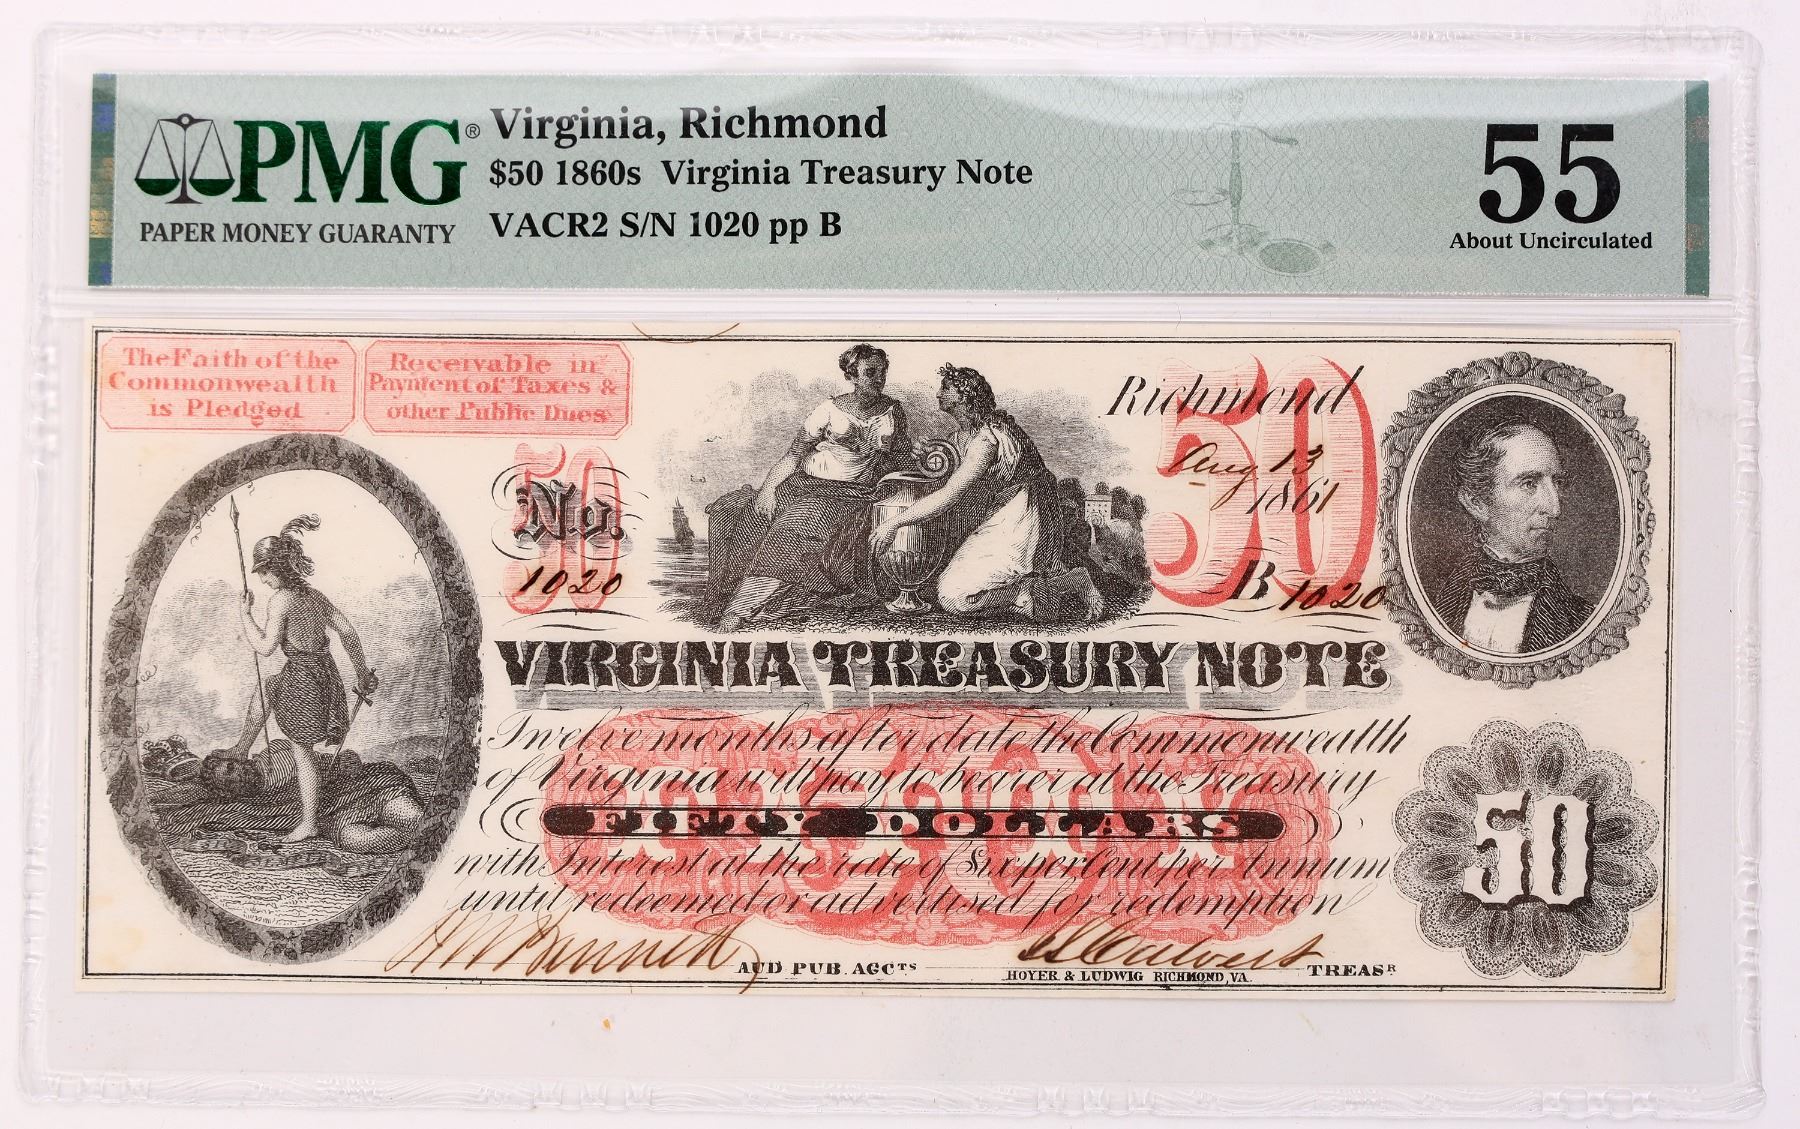 PMG®
PAPER MONEY GUARANTY
Virginia, Richmond
$50 1860s Virginia Treasury Note
VACR2 S/N 1020 pp B
55
About Uncirculated
The Faith of the
Commonwealth
is Pledged
Receivable in
Payment of Taxes &
other Public Dues
50
No.
1020
50
Richmond
Aug 13
1861
B 1020
VIRGINIA TREASURY NOTE
Twelve months after date the Commonwealth
of Virginia will pay to bearer at the Treasury
FIFTY DOLLARS
with Interest at the rate of Six per Cent per Annum
until redeemed or advertised for redemption
50
50
AUD PUB. ACCTS
TREASR
HOYER & LUDWIG RICHMOND, VA.